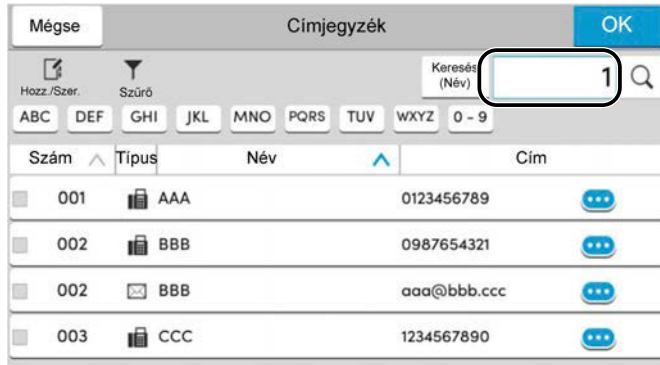 Mégse Címjegyzék OK
Hozz./Szer. Szűrő Keresés (Név) 1
ABC DEF GHI JKL MNO PQRS TUV WXYZ 0 - 9
Szám Típus Név Cím
001 AAA 0123456789
002 BBB 0987654321
002 BBB aaa@bbb.ccc
003 CCC 1234567890